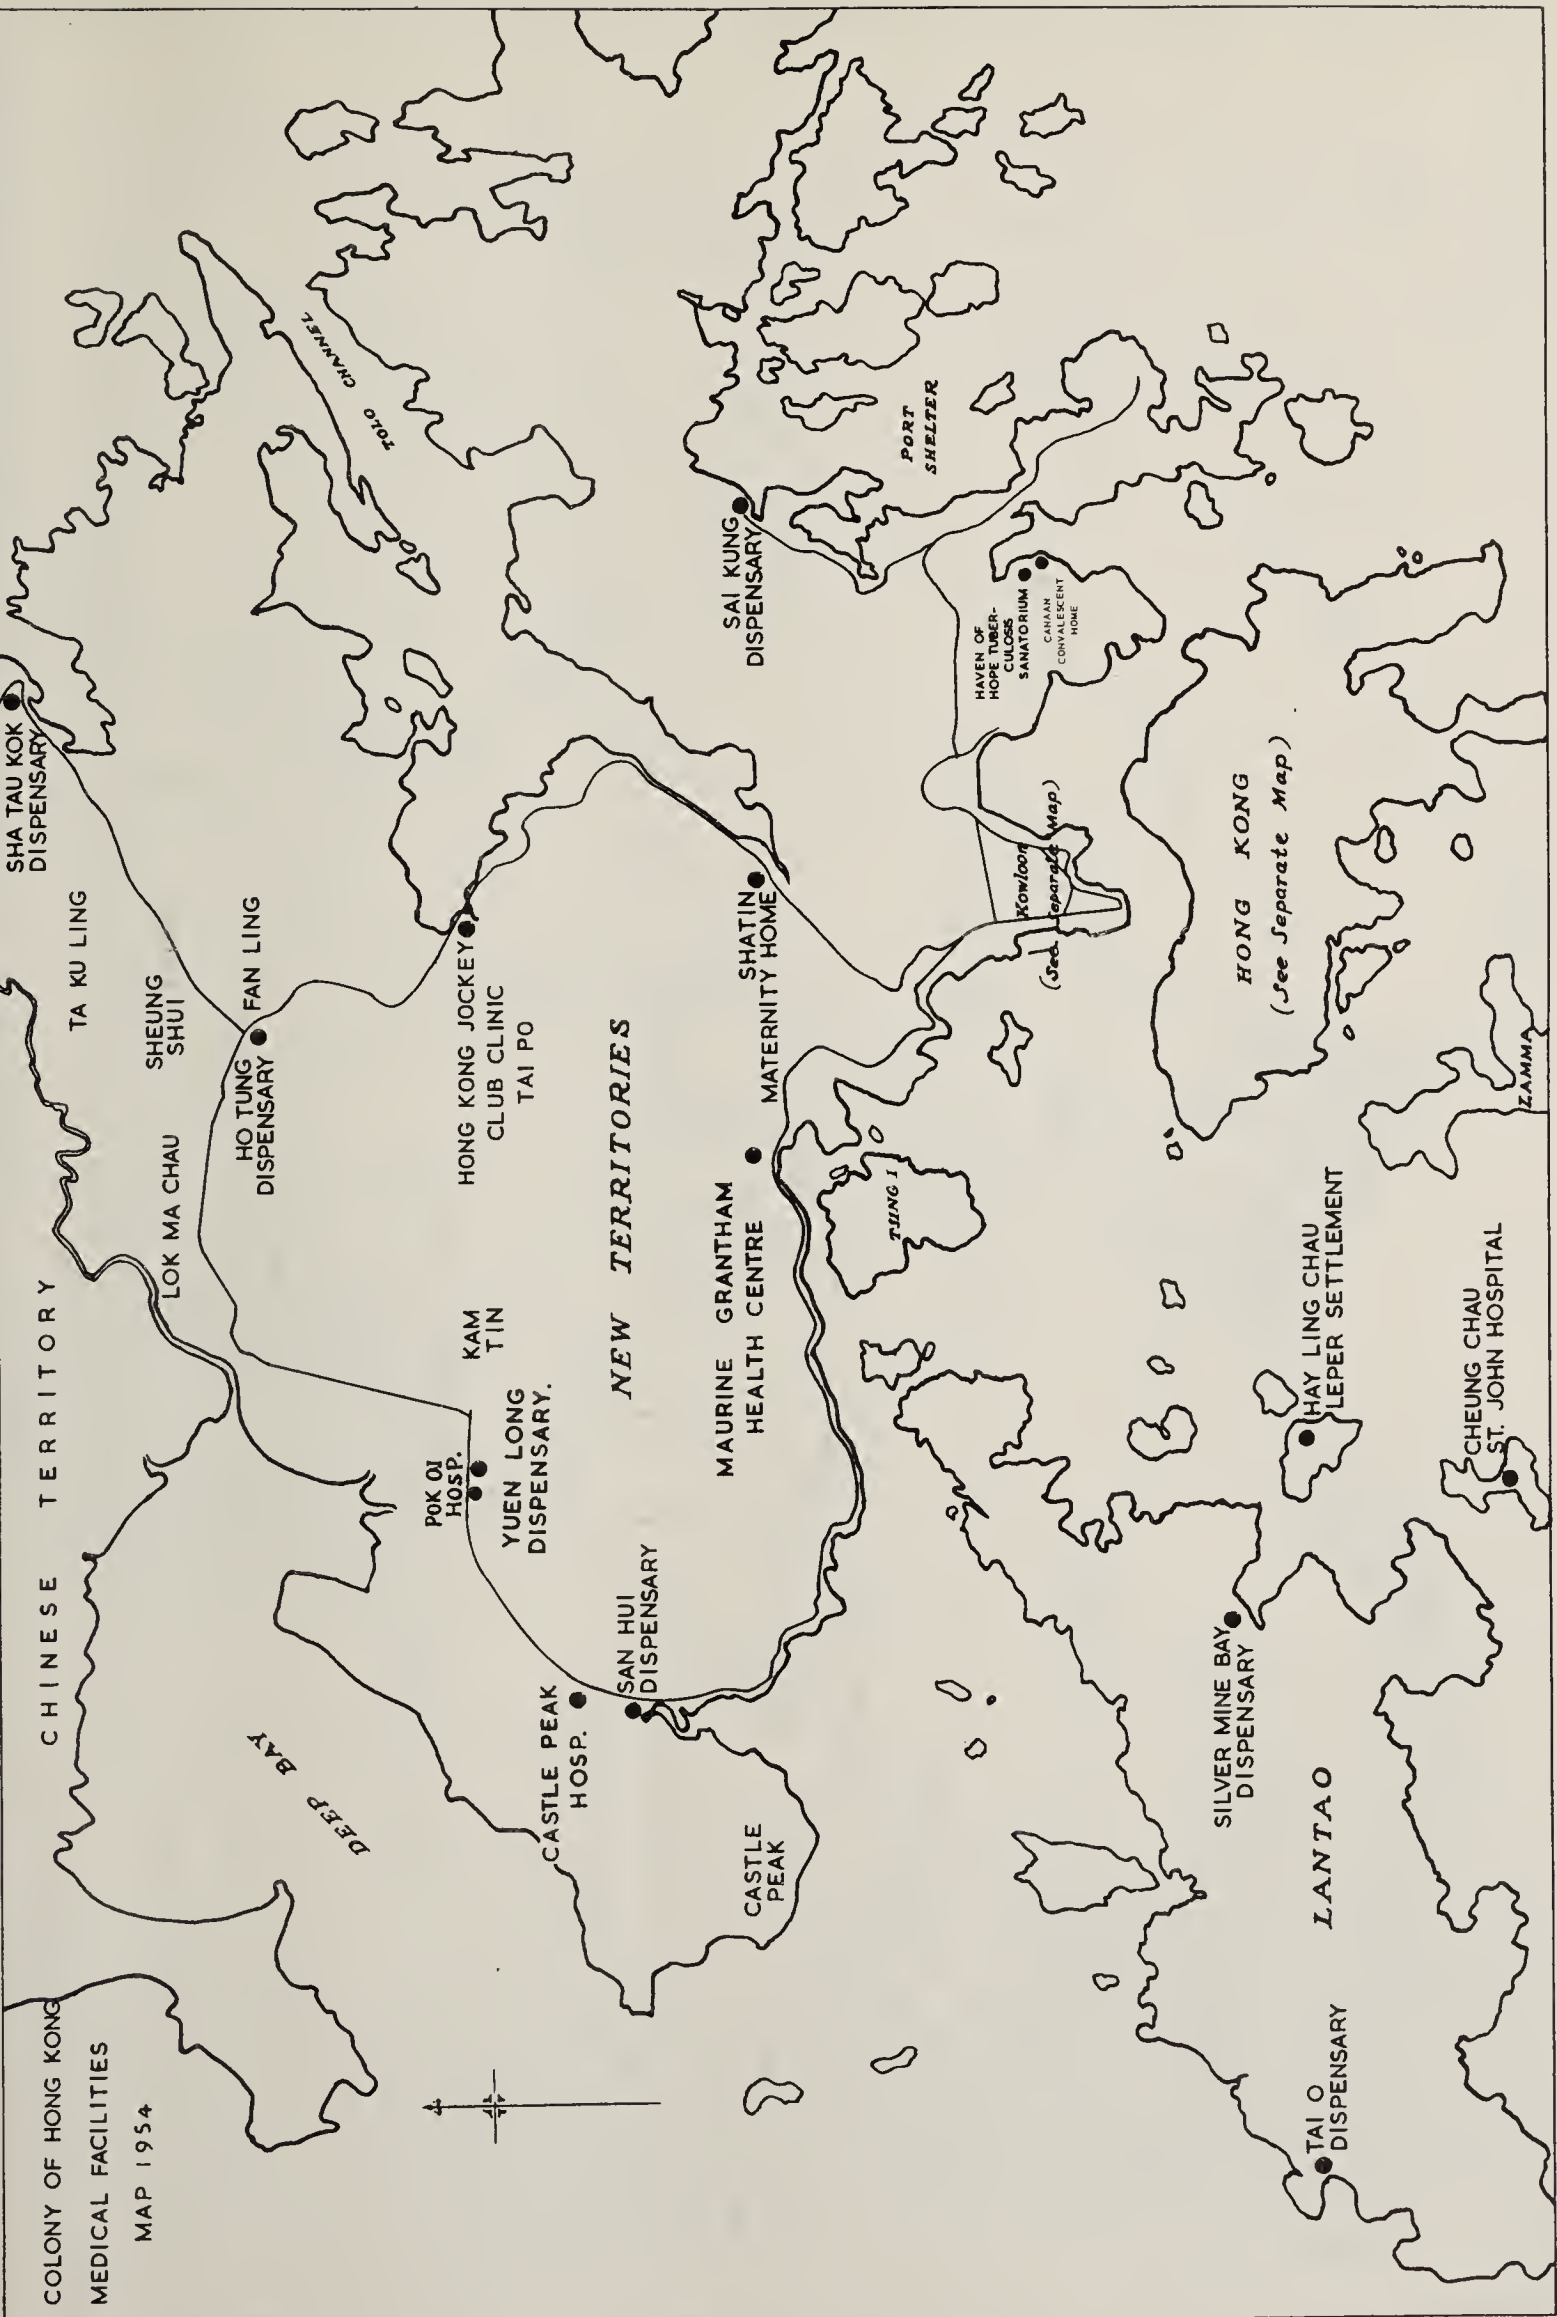 COLONY OF HONG KONG
MEDICAL FACILITIES
MAP 1954
CHINESE TERRITORY
DEEP BAY
LOK MA CHAU
TA KU LING
SHEUNG
SHUI
SHA TAU KOK
DISPENSARY
HO TUNG
DISPENSARY
FAN LING
TOLO CHANNEL
POK OI
HOSP.
KAM
TIN
YUEN LONG
DISPENSARY.
HONG KONG JOCKEY
CLUB CLINIC
TAI PO
CASTLE PEAK
HOSP.
SAN HUI
DISPENSARY
NEW TERRITORIES
CASTLE
PEAK
MAURINE GRANTHAM
HEALTH CENTRE
SHATIN
MATERNITY HOME
SAI KUNG
DISPENSARY
PORT
SHELTER
TSING I
HAVEN OF
HOPE TUBER-
CULOSIS
SANATORIUM
CANAAN
CONVALESCENT
HOME
Kowloon
(See Separate Map)
HONG KONG
(See Separate Map)
SILVER MINE BAY
DISPENSARY
HAY LING CHAU
LEPER SETTLEMENT
LANTAO
TAI O
DISPENSARY
CHEUNG CHAU
ST. JOHN HOSPITAL
LAMMA